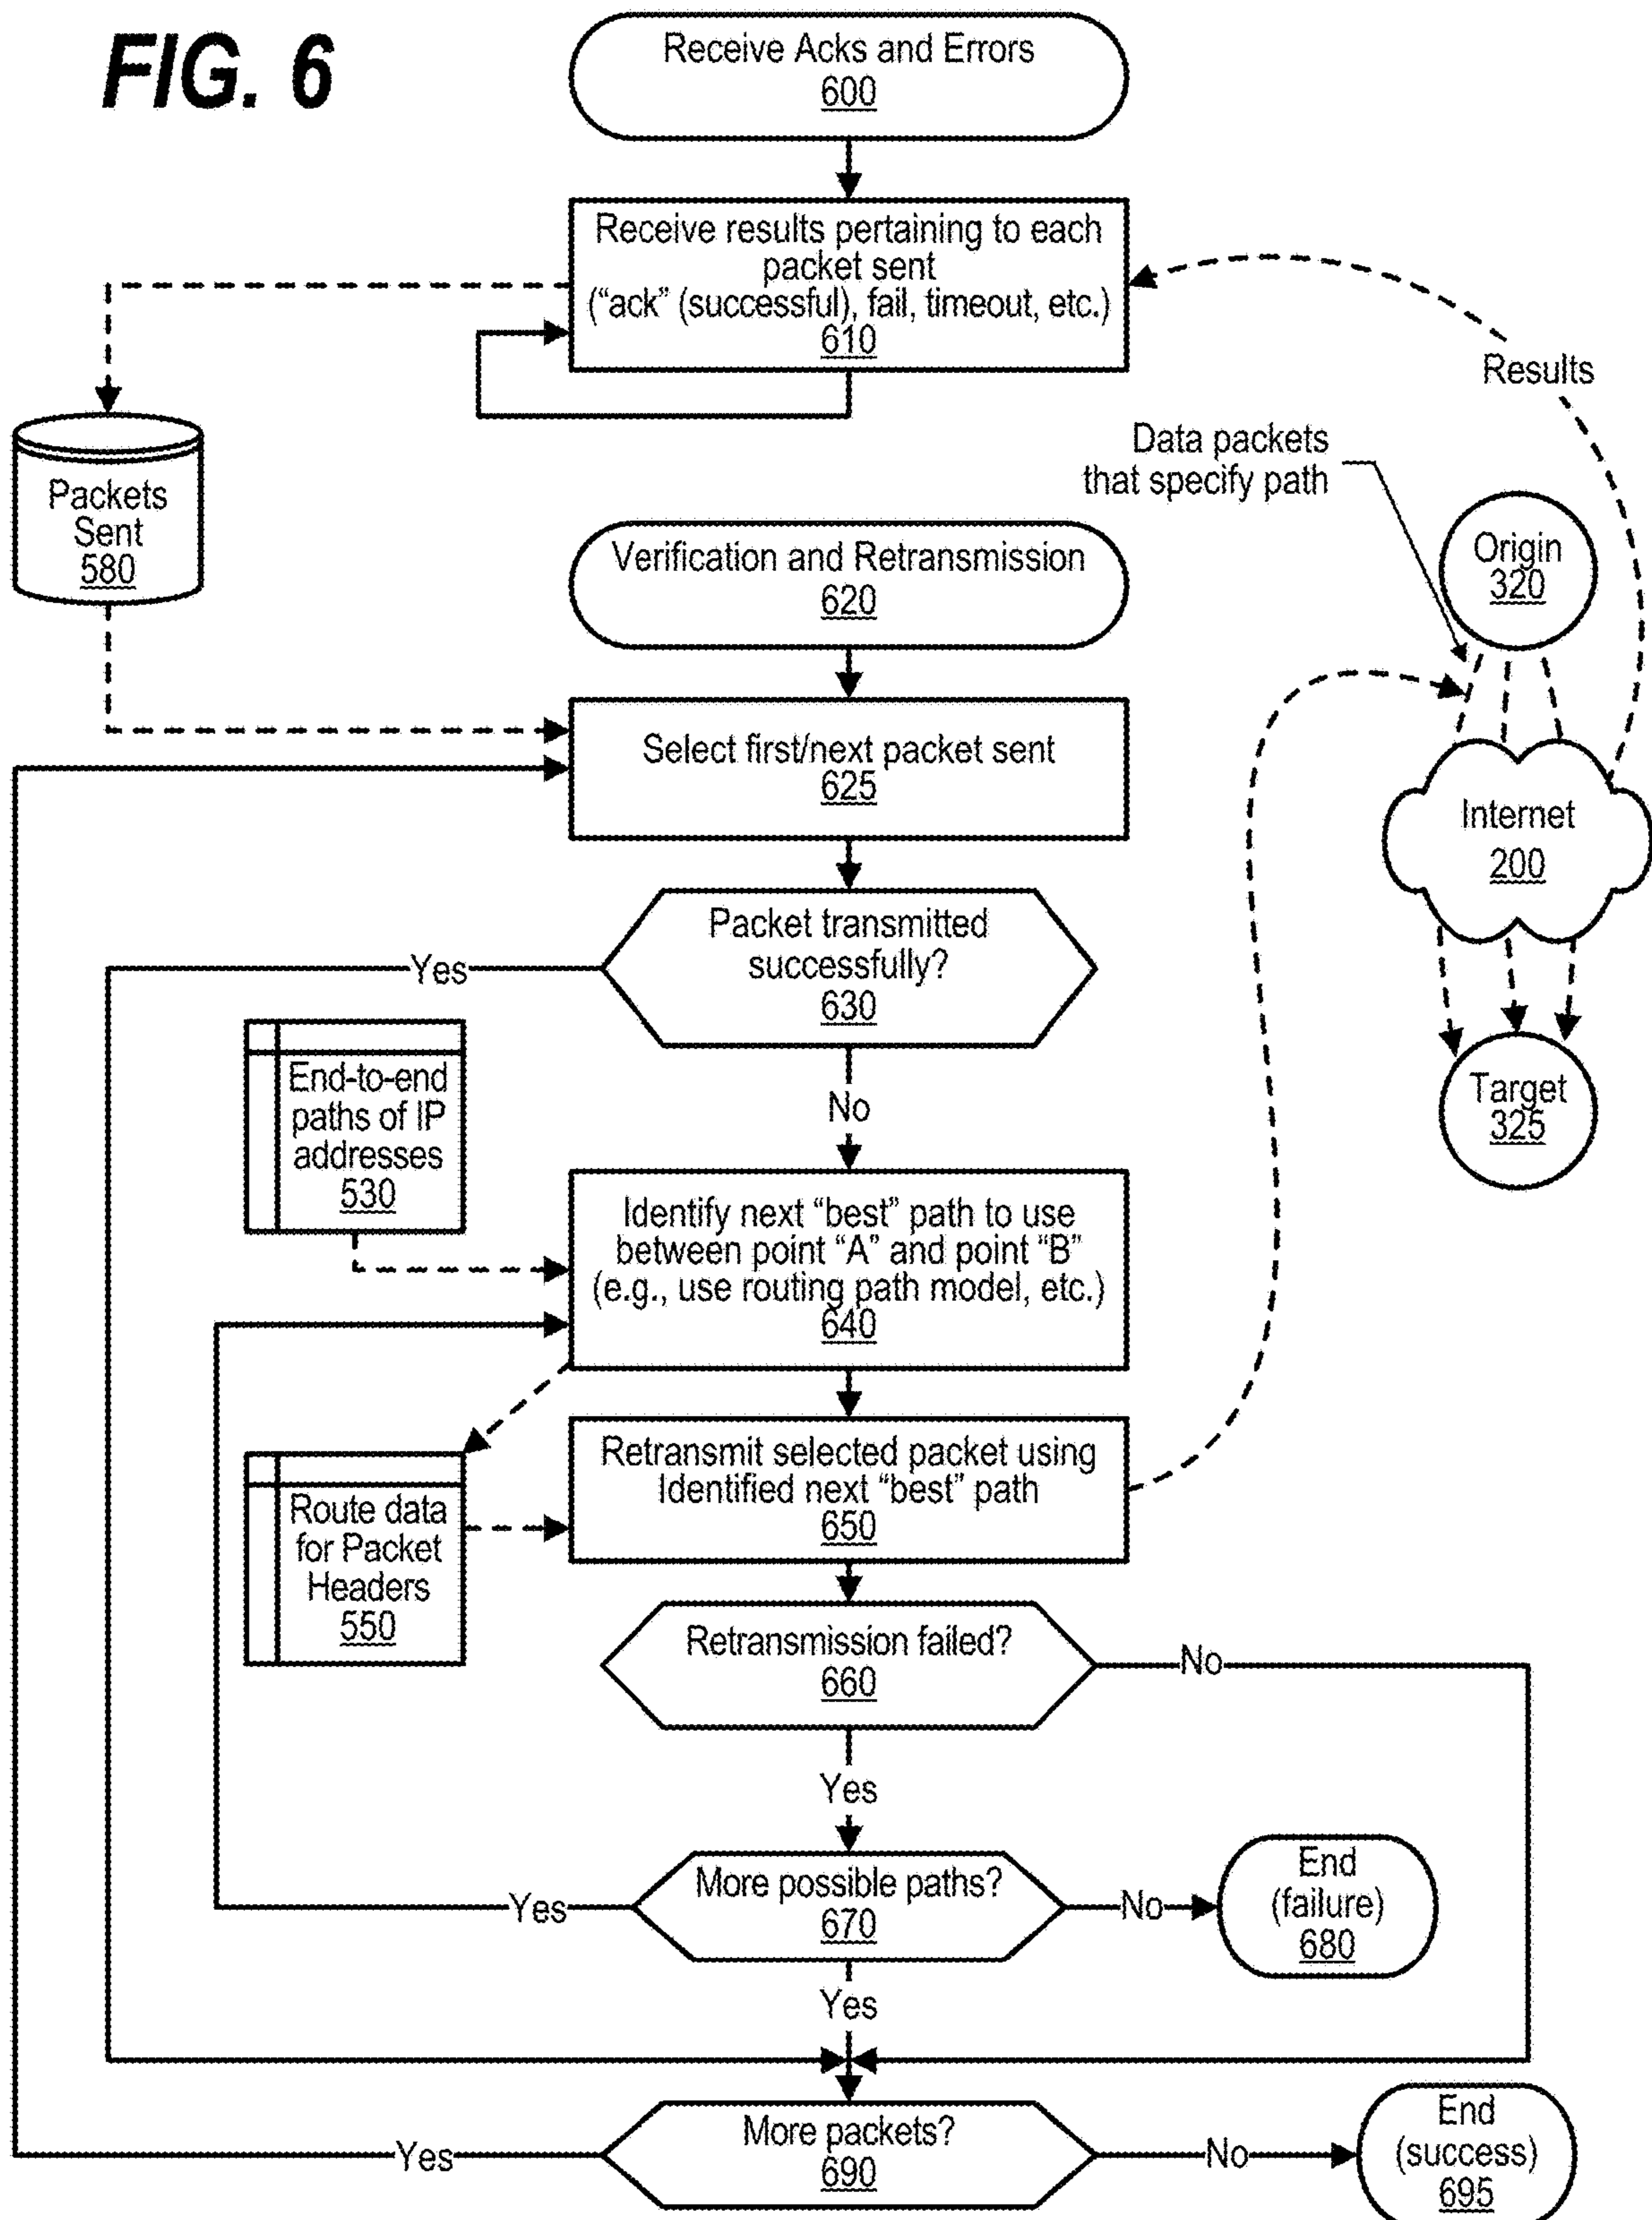 FIG. 6
Receive Acks and Errors
600
Receive results pertaining to each
packet sent
(“ack” (successful), fail, timeout, etc.)
610
Results
Data packets
that specify path
Packets
Sent
580
Origin
320
Verification and Retransmission
620
Select first/next packet sent
625
Internet
200
Packet transmitted
successfully?
630
Yes
No
End-to-end
paths of IP
addresses
530
Target
325
Identify next “best” path to use
between point “A” and point “B”
(e.g., use routing path model, etc.)
640
Retransmit selected packet using
Identified next “best” path
650
Route data
for Packet
Headers
550
Retransmission failed?
660
No
Yes
More possible paths?
670
Yes
No
End
(failure)
680
Yes
More packets?
690
Yes
No
End
(success)
695